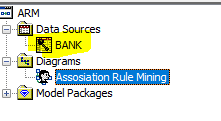 ARM
Data Sources
BANK
Diagrams
Assosiation Rule Mining
Model Packages